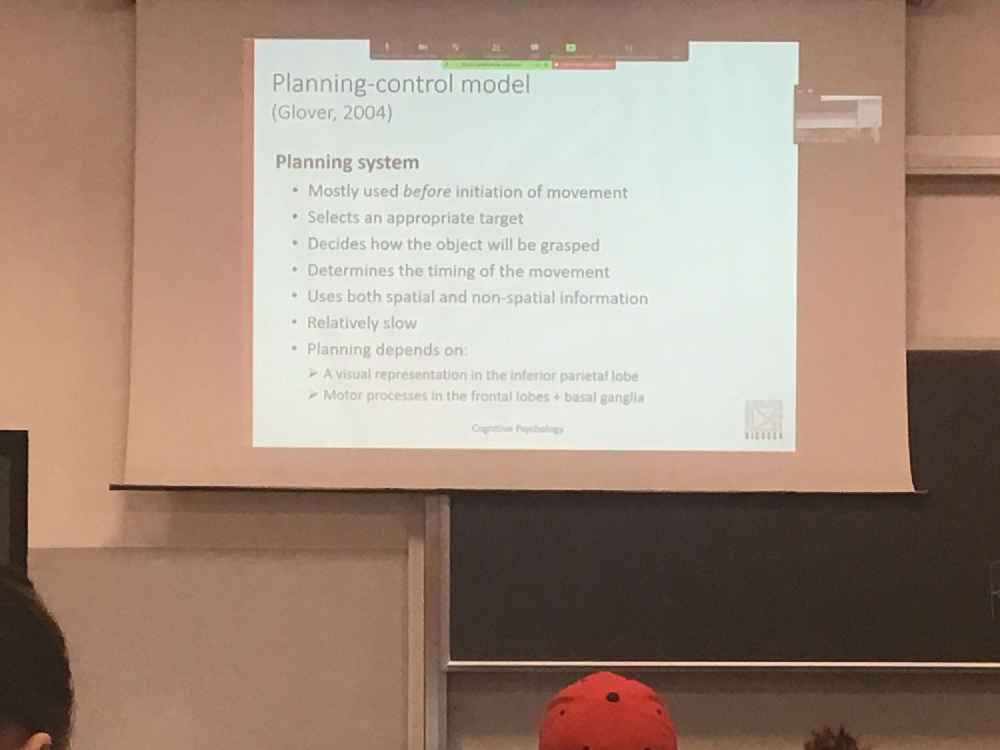 Planning-control model
(Glover, 2004)
Planning system
• Mostly used before initiation of movement
• Selects an appropriate target
• Decides how the object will be grasped
• Determines the timing of the movement
• Uses both spatial and non-spatial information
• Relatively slow
• Planning depends on:
➢ A visual representation in the inferior parietal lobe
➢ Motor processes in the frontal lobes + basal ganglia
Cognitive Psychology
BICOCCA